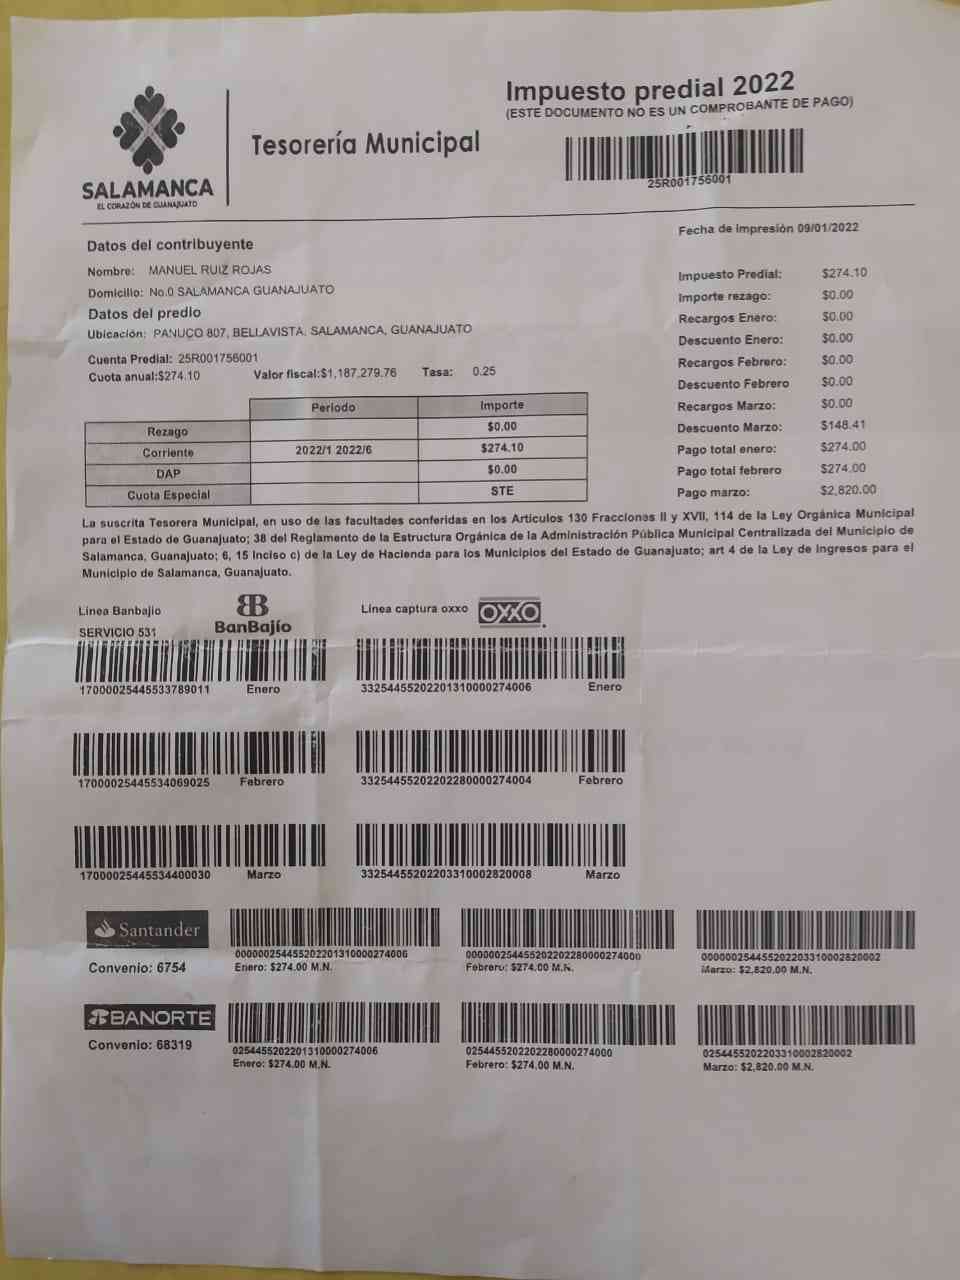 Impuesto predial 2022
(ESTE DOCUMENTO NO ES UN COMPROBANTE DE PAGO)
Tesorería Municipal
SALAMANCA
EL CORAZÓN DE GUANAJUATO
25R001756001
Fecha de impresión 09/01/2022
Datos del contribuyente
Nombre: MANUEL RUIZ ROJAS
Domicilio: No.0 SALAMANCA GUANAJUATO
Datos del predio
Ubicación: PANUCO 807, BELLAVISTA. SALAMANCA, GUANAJUATO
Cuenta Predial: 25R001756001
Cuota anual:$274.10 Valor fiscal:$1,187,279.76 Tasa: 0.25
Impuesto Predial: $274.10
Importe rezago: $0.00
Recargos Enero: $0.00
Descuento Enero: $0.00
Recargos Febrero: $0.00
Descuento Febrero $0.00
Recargos Marzo: $0.00
Descuento Marzo: $148.41
Pago total enero: $274.00
Pago total febrero $274.00
Pago marzo: $2,820.00
Periodo Importe
Rezago $0.00
Corriente 2022/1 2022/6 $274.10
DAP $0.00
Cuota Especial STE
La suscrita Tesorera Municipal, en uso de las facultades conferidas en los Artículos 130 Fracciones II y XVII, 114 de la Ley Orgánica Municipal
para el Estado de Guanajuato; 38 del Reglamento de la Estructura Orgánica de la Administración Pública Municipal Centralizada del Municipio de
Salamanca, Guanajuato; 6, 15 Inciso c) de la Ley de Hacienda para los Municipios del Estado de Guanajuato; art 4 de la Ley de Ingresos para el
Municipio de Salamanca, Guanajuato.
Linea Banbajio BanBajío
SERVICIO 531
Linea captura oxxo OXXO
17000025445533789011 Enero
33254455202201310000274006 Enero
17000025445534069025 Febrero
33254455202202280000274004 Febrero
17000025445534400030 Marzo
33254455202203310002820008 Marzo
Santander
Convenio: 6754
000000254455202201310000274006
Enero: $274.00 M.N.
000000254455202202280000274000
Febrero: $274.00 M.N.
000000254455202203310002820002
Marzo: $2,820.00 M.N.
BANORTE
Convenio: 68319
0254455202201310000274006
Enero: $274.00 M.N.
0254455202202280000274000
Febrero: $274.00 M.N.
0254455202203310002820002
Marzo: $2,820.00 M.N.